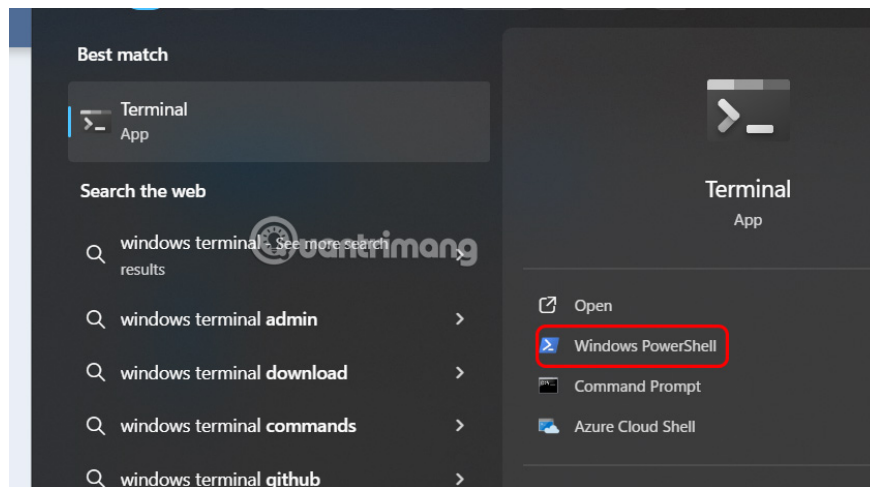 Best match
Terminal
App
Search the web
windows terminal - See more search
results
windows terminal admin
windows terminal download
windows terminal commands
windows terminal github
Quantrimang
Terminal
App
Open
Windows PowerShell
Command Prompt
Azure Cloud Shell